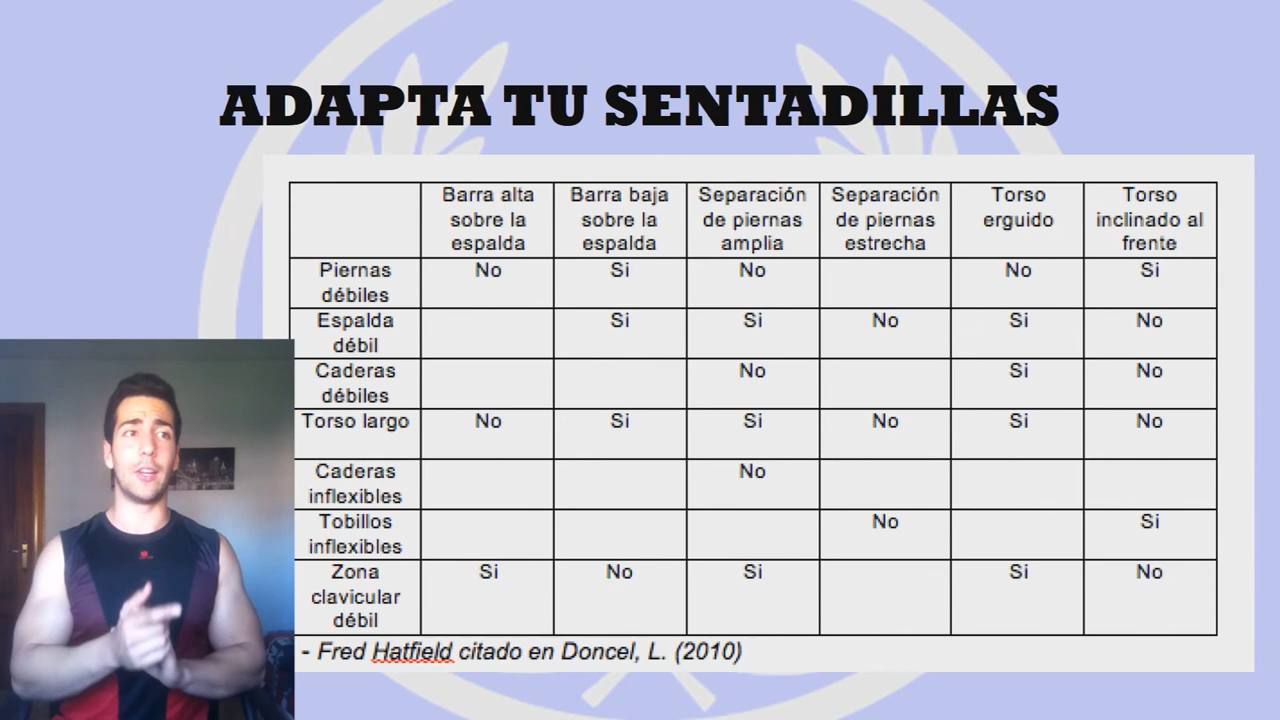 ADAPTA TU SENTADILLAS
Barra alta sobre la espalda
Barra baja sobre la espalda
Separación de piernas amplia
Separación de piernas estrecha
Torso erguido
Torso inclinado al frente
Piernas débiles No Si No No Si
Espalda débil Si Si No Si No
Caderas débiles No Si No
Torso largo No Si Si No Si No
Caderas inflexibles No
Tobillos inflexibles No Si
Zona clavicular débil Si No Si Si No
- Fred Hatfield citado en Doncel, L. (2010)